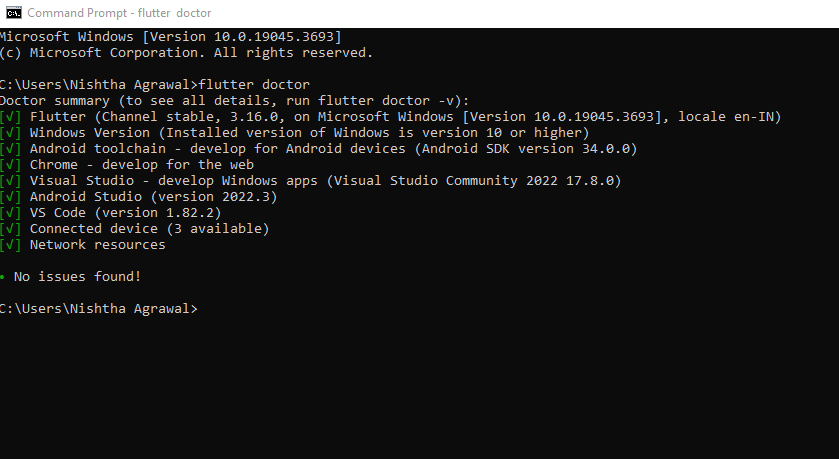 Command Prompt - flutter  doctor
Microsoft Windows [Version 10.0.19045.3693]
(c) Microsoft Corporation. All rights reserved.
C:\Users\Nishtha Agrawal>flutter doctor
Doctor summary (to see all details, run flutter doctor -v):
[√] Flutter (Channel stable, 3.16.0, on Microsoft Windows [Version 10.0.19045.3693], locale en-IN)
[√] Windows Version (Installed version of Windows is version 10 or higher)
[√] Android toolchain - develop for Android devices (Android SDK version 34.0.0)
[√] Chrome - develop for the web
[√] Visual Studio - develop Windows apps (Visual Studio Community 2022 17.8.0)
[√] Android Studio (version 2022.3)
[√] VS Code (version 1.82.2)
[√] Connected device (3 available)
[√] Network resources
• No issues found!
C:\Users\Nishtha Agrawal>